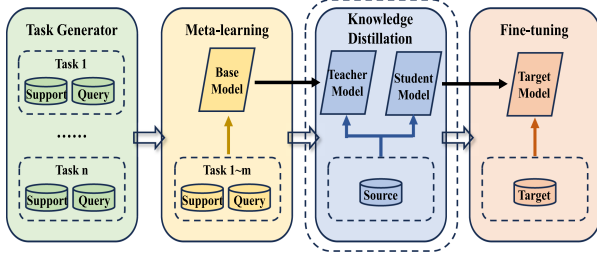 Task Generator
Task 1
Support Query
......
Task n
Support Query
Meta-learning
Base
Model
Task 1~m
Support Query
Knowledge
Distillation
Teacher
Model
Student
Model
Source
Fine-tuning
Target
Model
Target